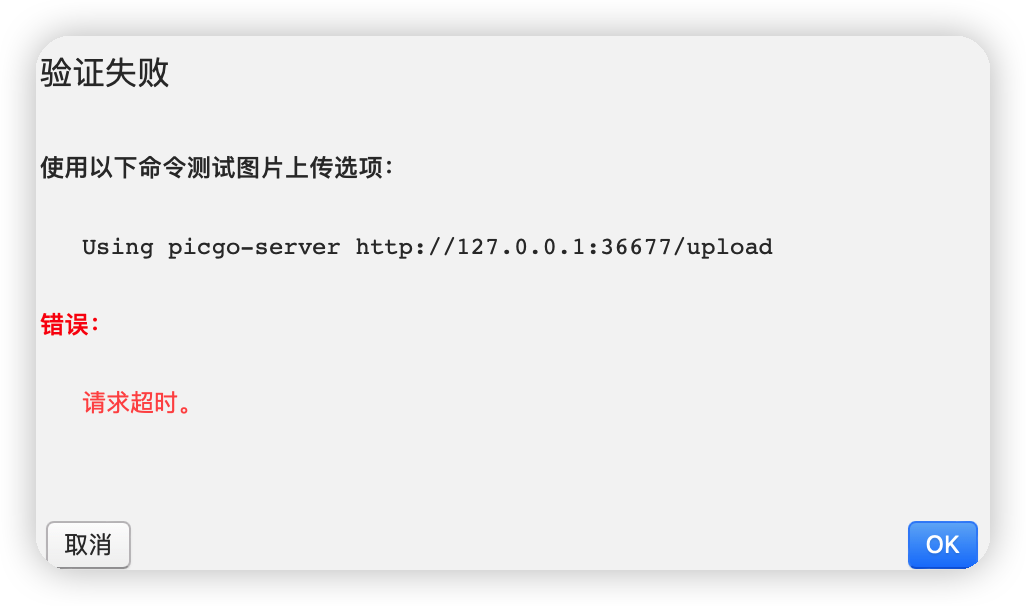 验证失败
使用以下命令测试图片上传选项：
Using picgo-server http://127.0.0.1:36677/upload
错误：
请求超时。
取消
OK